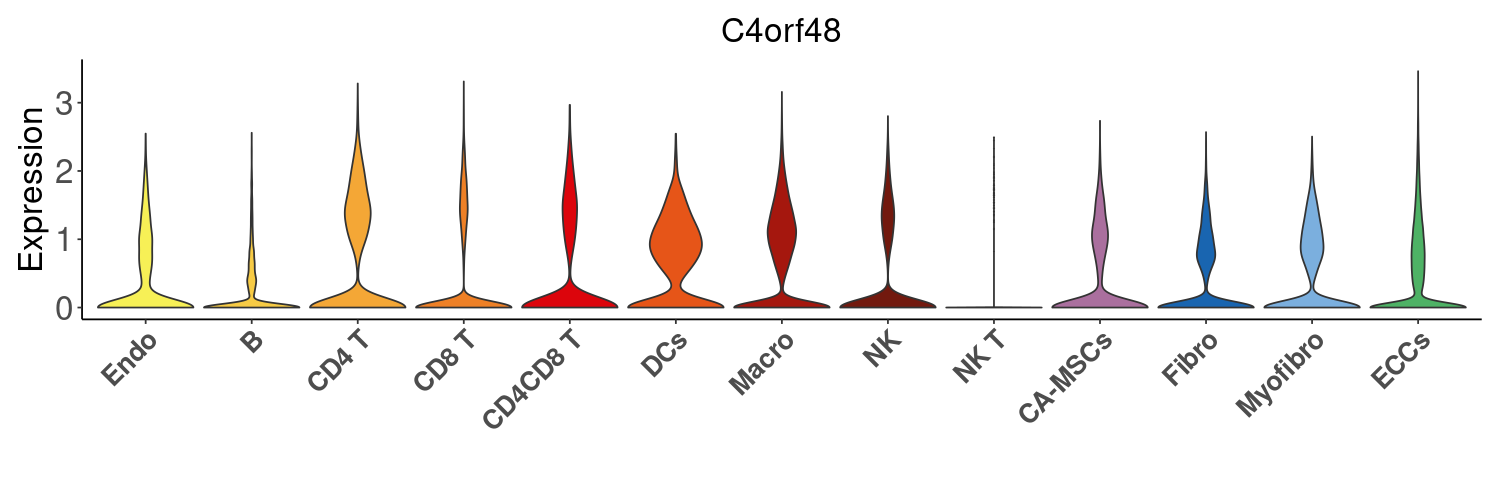 C4orf48
Expression
3
2
1
0
Endo
B
CD4 T
CD8 T
CD4CD8 T
DCs
Macro
NK
NK T
CA-MSCs
Fibro
Myofibro
ECCs